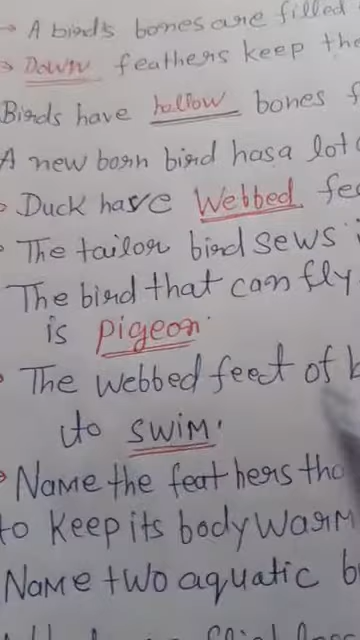 → A bird's bones are filled
→ Down feathers keep the
Birds have hollow bones f
A new born bird has a lot
Duck have Webbed fee
• The tailor bird sews i
The bird that can fly
is pigeon.
• The webbed feet of b
to swim.
• Name the feathers tha
to keep its body warm
Name two aquatic b